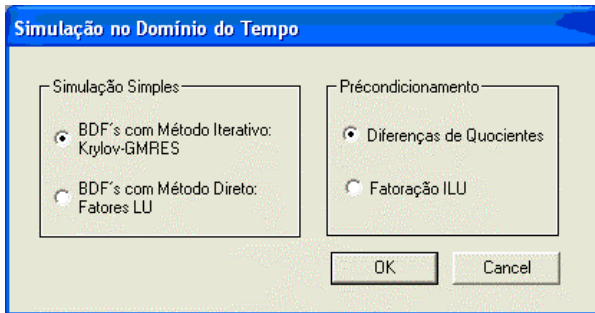 Simulação no Domínio do Tempo
Simulação Simples
BDF´s com Método Iterativo:
Krylov-GMRES
BDF´s com Método Direto:
Fatores LU
Précondicionamento
Diferenças de Quocientes
Fatoração ILU
OK
Cancel